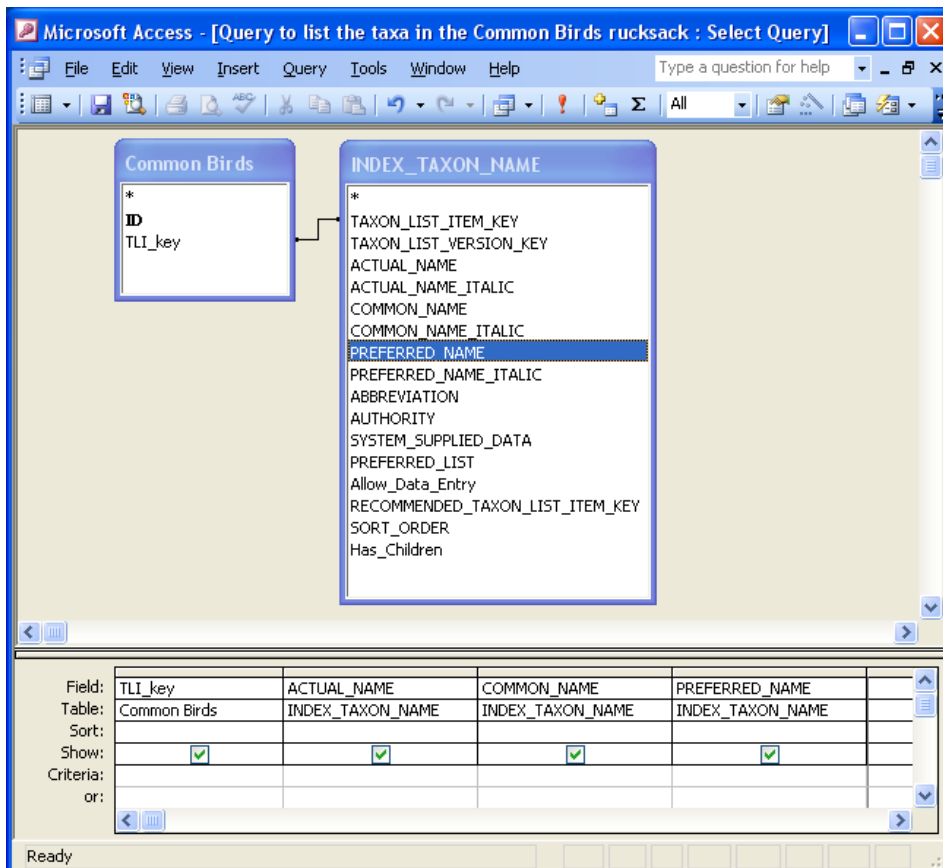 Microsoft Access - [Query to list the taxa in the Common Birds rucksack : Select Query]
File Edit View Insert Query Tools Window Help Type a question for help
ABC Σ All
Common Birds
*
ID
TLI_key
INDEX_TAXON_NAME
*
TAXON_LIST_ITEM_KEY
TAXON_LIST_VERSION_KEY
ACTUAL_NAME
ACTUAL_NAME_ITALIC
COMMON_NAME
COMMON_NAME_ITALIC
PREFERRED_NAME
PREFERRED_NAME_ITALIC
ABBREVIATION
AUTHORITY
SYSTEM_SUPPLIED_DATA
PREFERRED_LIST
Allow_Data_Entry
RECOMMENDED_TAXON_LIST_ITEM_KEY
SORT_ORDER
Has_Children
Field: TLI_key ACTUAL_NAME COMMON_NAME PREFERRED_NAME
Table: Common Birds INDEX_TAXON_NAME INDEX_TAXON_NAME INDEX_TAXON_NAME
Sort:
Show:
Criteria:
or:
Ready